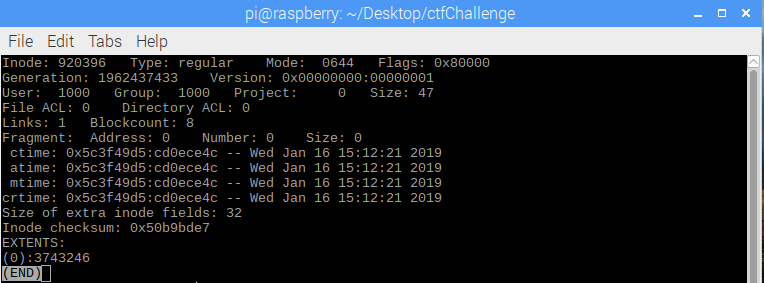 pi@raspberry: ~/Desktop/ctfChallenge
File Edit Tabs Help
Inode: 920396   Type: regular    Mode:  0644   Flags: 0x80000
Generation: 1962437433    Version: 0x00000000:00000001
User:  1000   Group:  1000   Project:     0   Size: 47
File ACL: 0    Directory ACL: 0
Links: 1   Blockcount: 8
Fragment:  Address: 0    Number: 0    Size: 0
 ctime: 0x5c3f49d5:cd0ece4c -- Wed Jan 16 15:12:21 2019
 atime: 0x5c3f49d5:cd0ece4c -- Wed Jan 16 15:12:21 2019
 mtime: 0x5c3f49d5:cd0ece4c -- Wed Jan 16 15:12:21 2019
crtime: 0x5c3f49d5:cd0ece4c -- Wed Jan 16 15:12:21 2019
Size of extra inode fields: 32
Inode checksum: 0x50b9bde7
EXTENTS:
(0):3743246
(END)